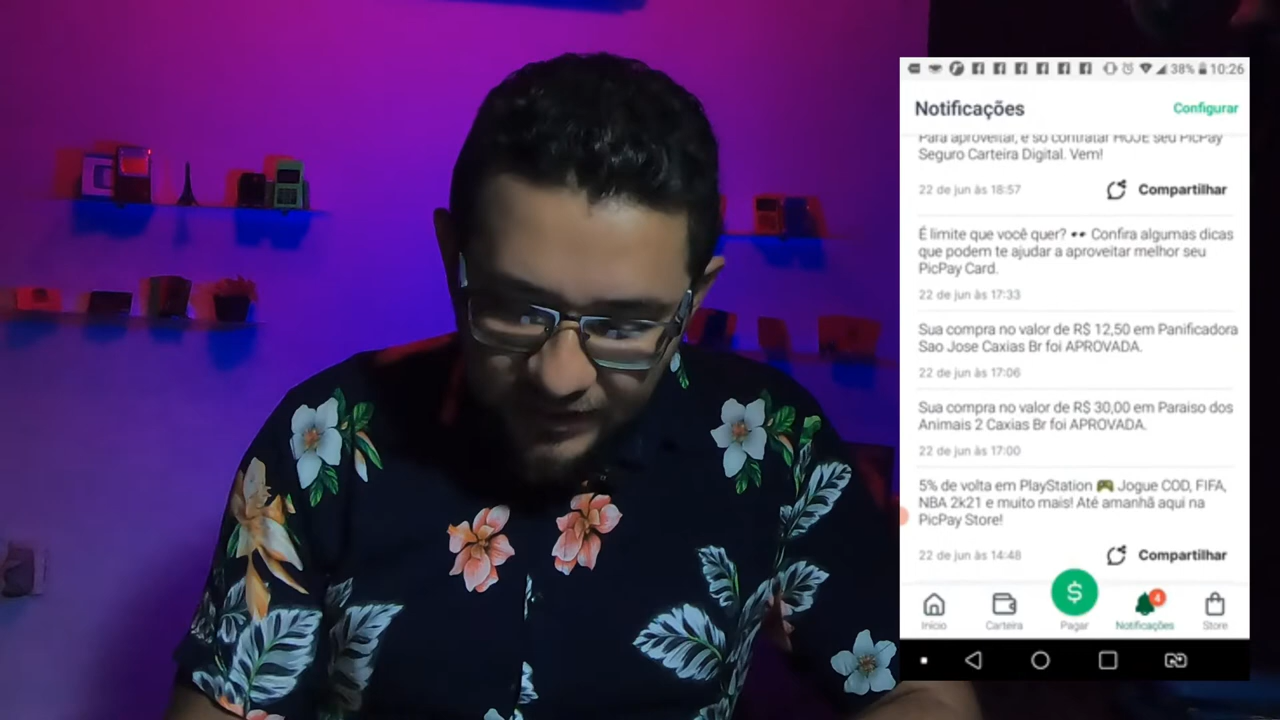 38% 10:26
Notificações
Configurar
Para aproveitar, é só contratar HOJE seu PicPay
Seguro Carteira Digital. Vem!
22 de jun às 18:57
Compartilhar
É limite que você quer? 👀 Confira algumas dicas
que podem te ajudar a aproveitar melhor seu
PicPay Card.
22 de jun às 17:33
Sua compra no valor de R$ 12,50 em Panificadora
Sao Jose Caxias Br foi APROVADA.
22 de jun às 17:06
Sua compra no valor de R$ 30,00 em Paraiso dos
Animais 2 Caxias Br foi APROVADA.
22 de jun às 17:00
5% de volta em PlayStation 🎮 Jogue COD, FIFA,
NBA 2k21 e muito mais! Até amanhã aqui na
PicPay Store!
22 de jun às 14:48
Compartilhar
4
Início
Carteira
Pagar
Notificações
Store